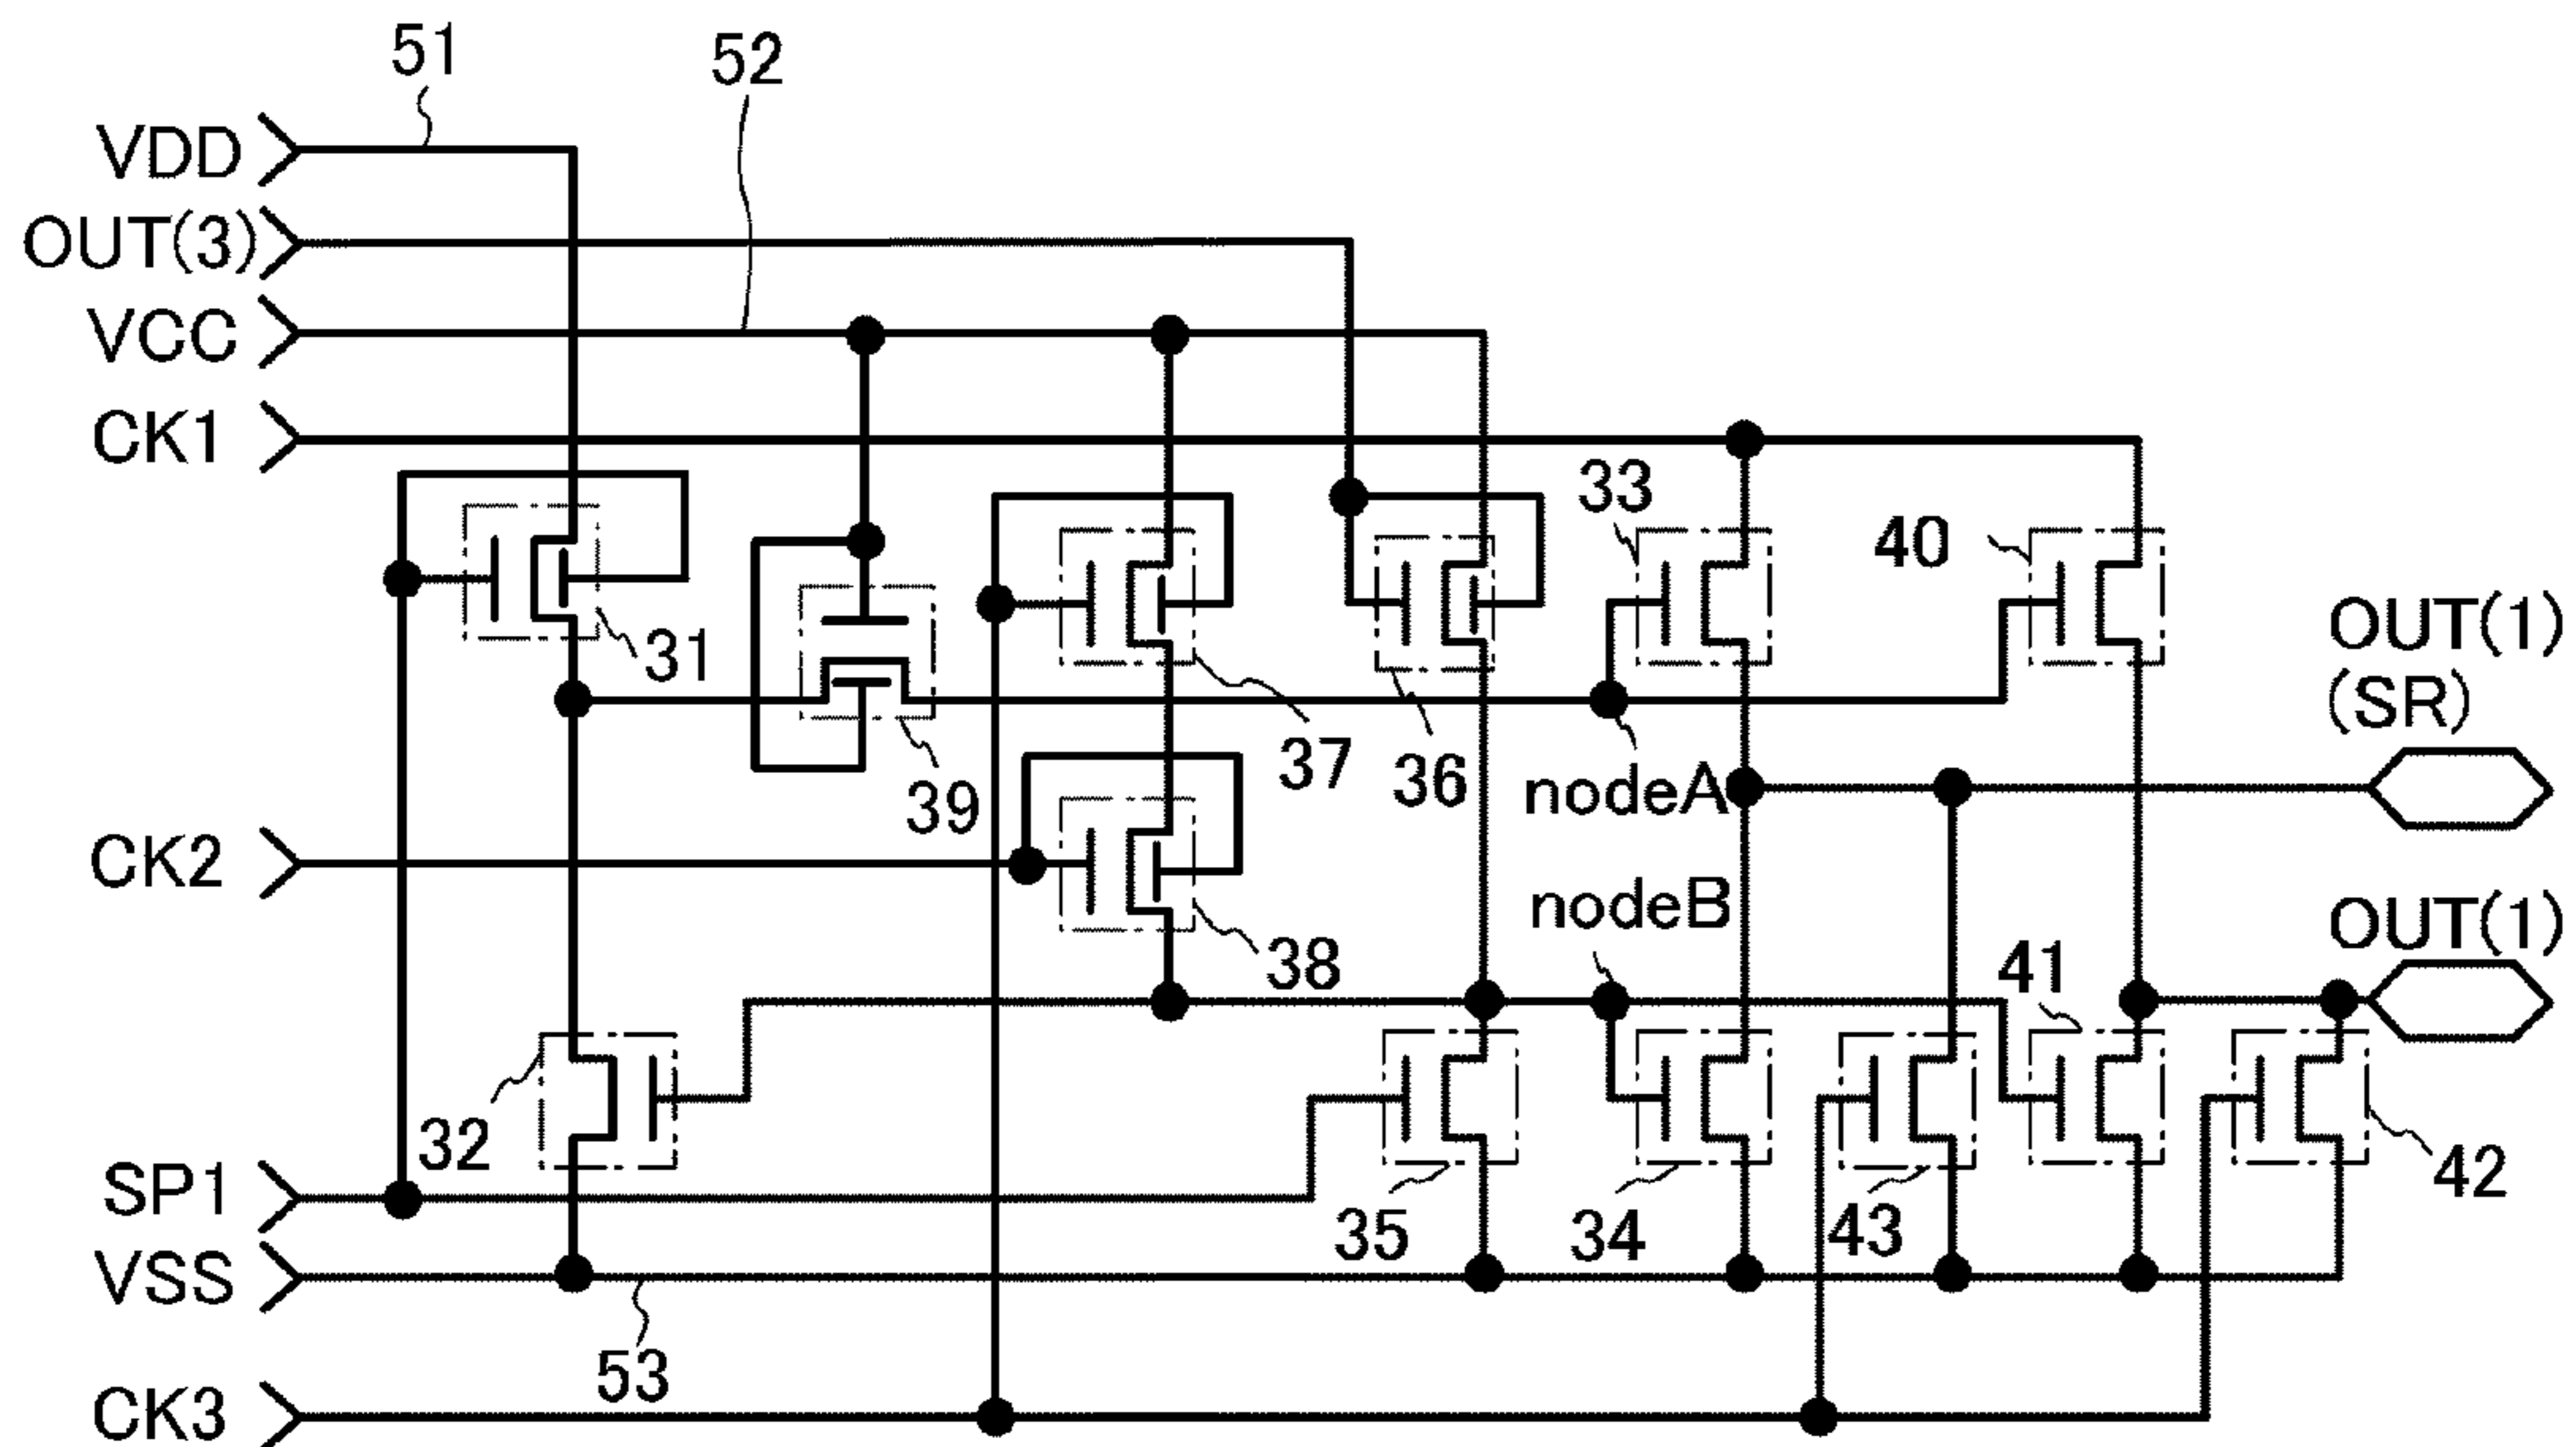 51
52
VDD
OUT(3)
VCC
CK1
33
40
31
OUT(1)
(SR)
37
36
nodeA
39
CK2
nodeB
OUT(1)
38
41
32
SP1
35
34
43
42
VSS
53
CK3